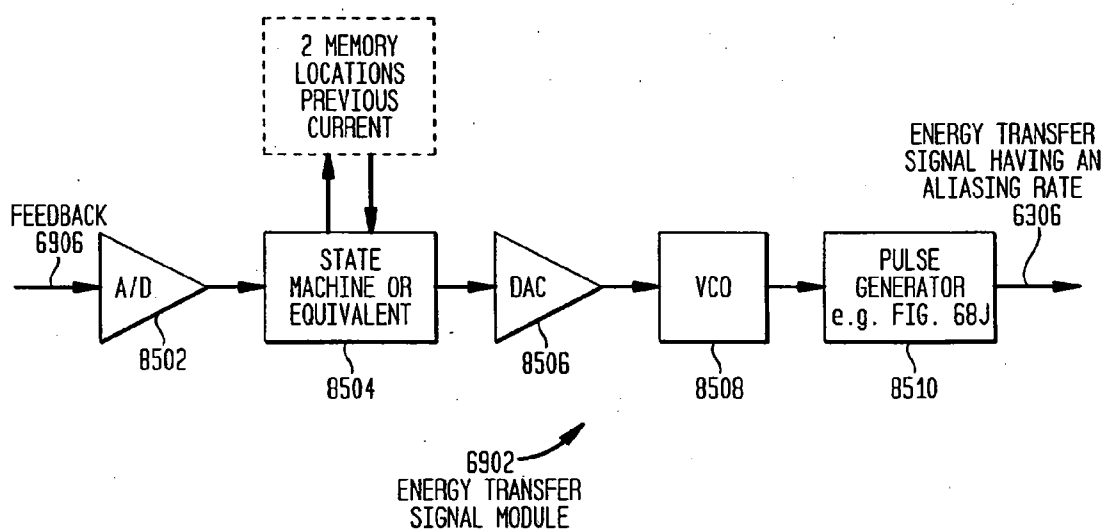 2 MEMORY
LOCATIONS
PREVIOUS
CURRENT
ENERGY TRANSFER
SIGNAL HAVING AN
ALIASING RATE
6306
FEEDBACK
6906
A/D
STATE
MACHINE OR
EQUIVALENT
DAC
VCO
PULSE
GENERATOR
e.g. FIG. 68J
8502
8504
8506
8508
8510
6902
ENERGY TRANSFER
SIGNAL MODULE